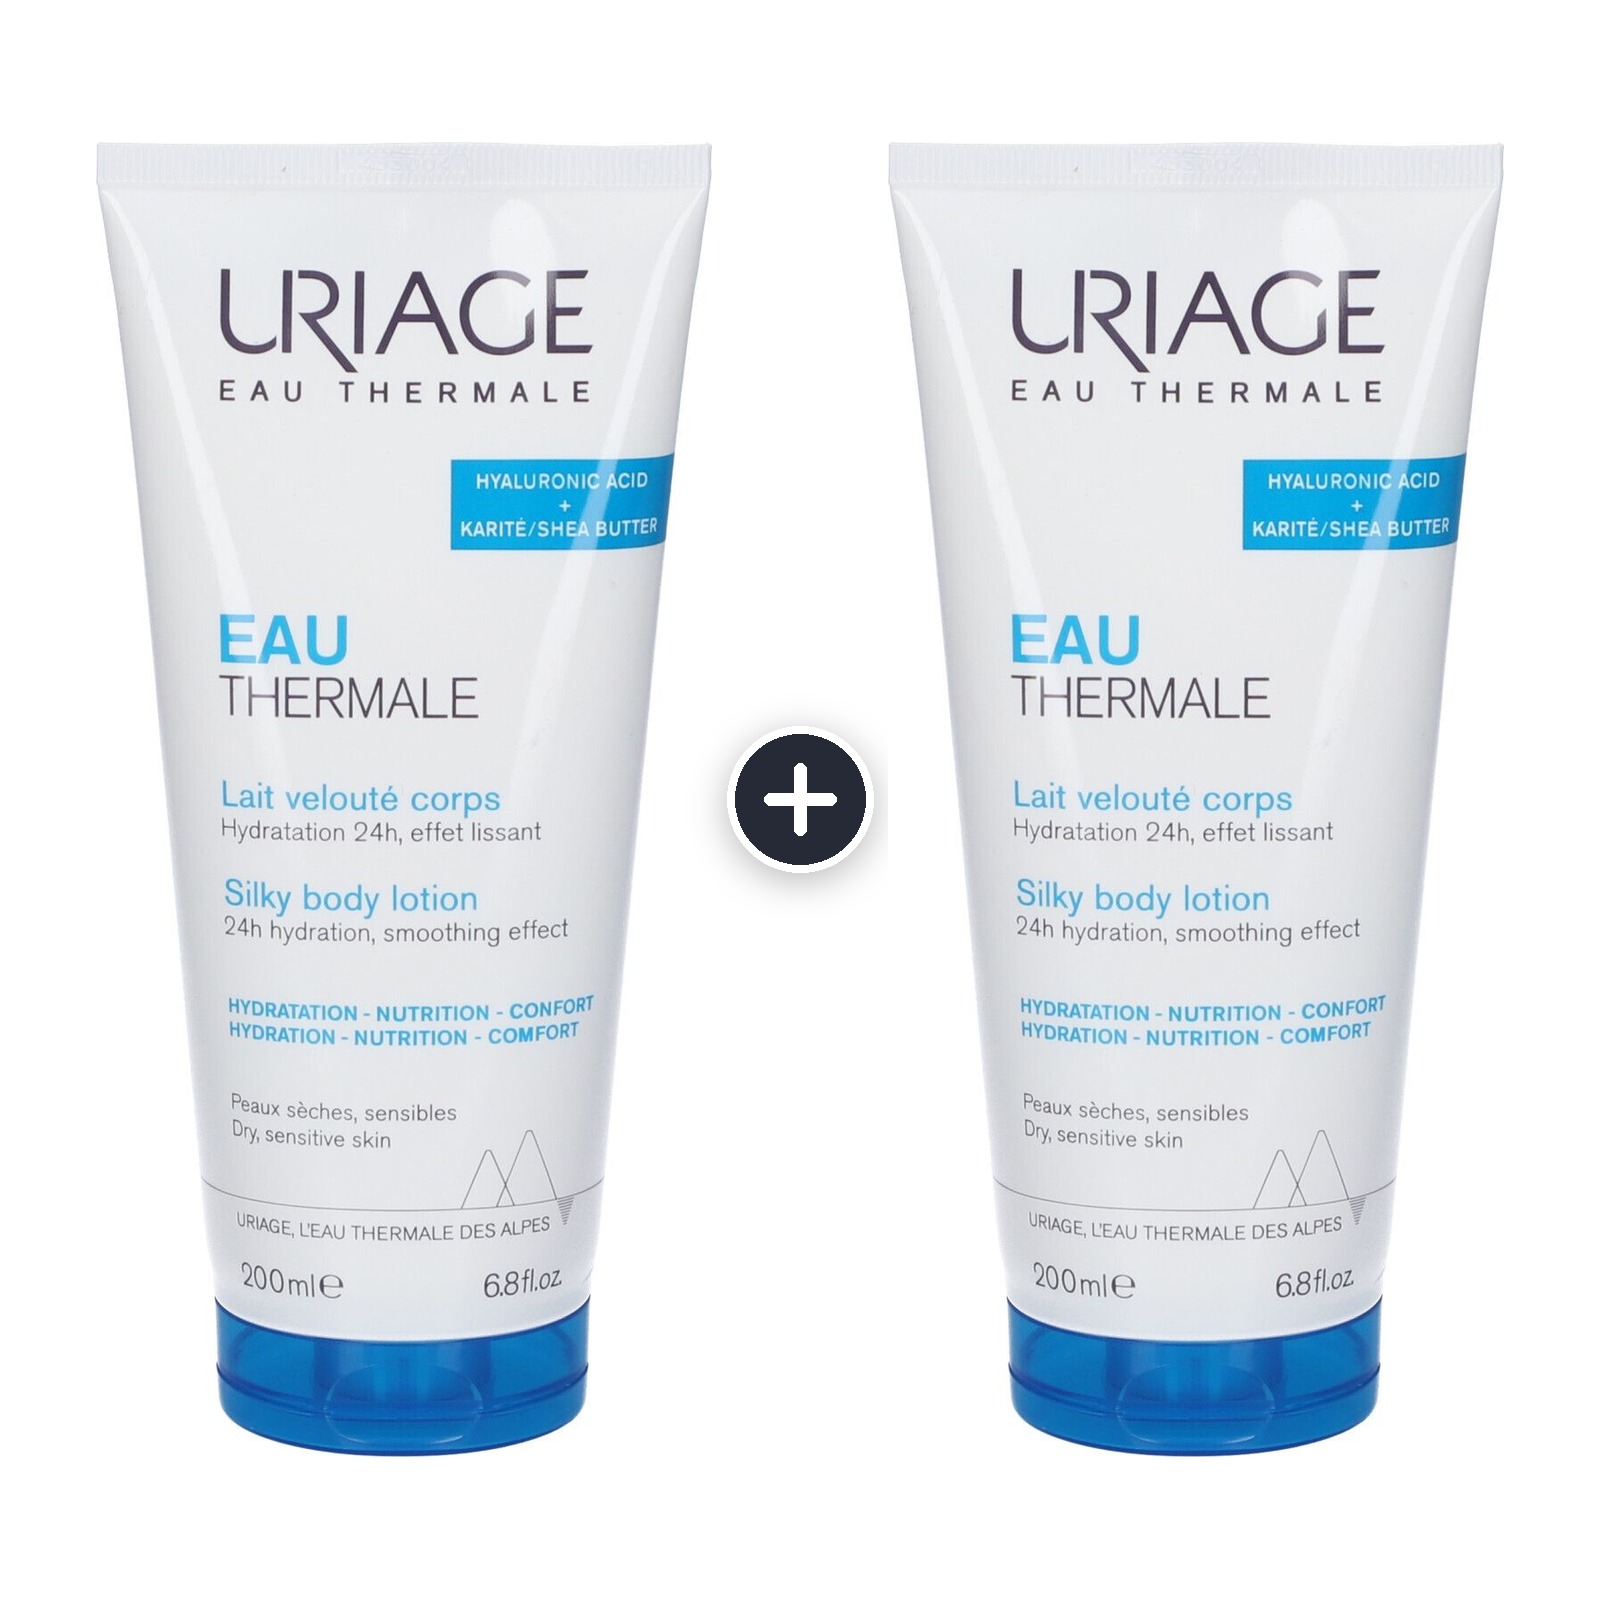 URIAGE
EAU THERMALE
HYALURONIC ACID
+
KARITÉ/SHEA BUTTER
EAU
THERMALE
Lait velouté corps
Hydratation 24h, effet lissant
Silky body lotion
24h hydration, smoothing effect
HYDRATATION - NUTRITION - CONFORT
HYDRATION - NUTRITION - COMFORT
Peaux sèches, sensibles
Dry, sensitive skin
URIAGE, L'EAU THERMALE DES ALPES
200ml℮ 6.8fl.oz.
+
URIAGE
EAU THERMALE
HYALURONIC ACID
+
KARITÉ/SHEA BUTTER
EAU
THERMALE
Lait velouté corps
Hydratation 24h, effet lissant
Silky body lotion
24h hydration, smoothing effect
HYDRATATION - NUTRITION - CONFORT
HYDRATION - NUTRITION - COMFORT
Peaux sèches, sensibles
Dry, sensitive skin
URIAGE, L'EAU THERMALE DES ALPES
200ml℮ 6.8fl.oz.